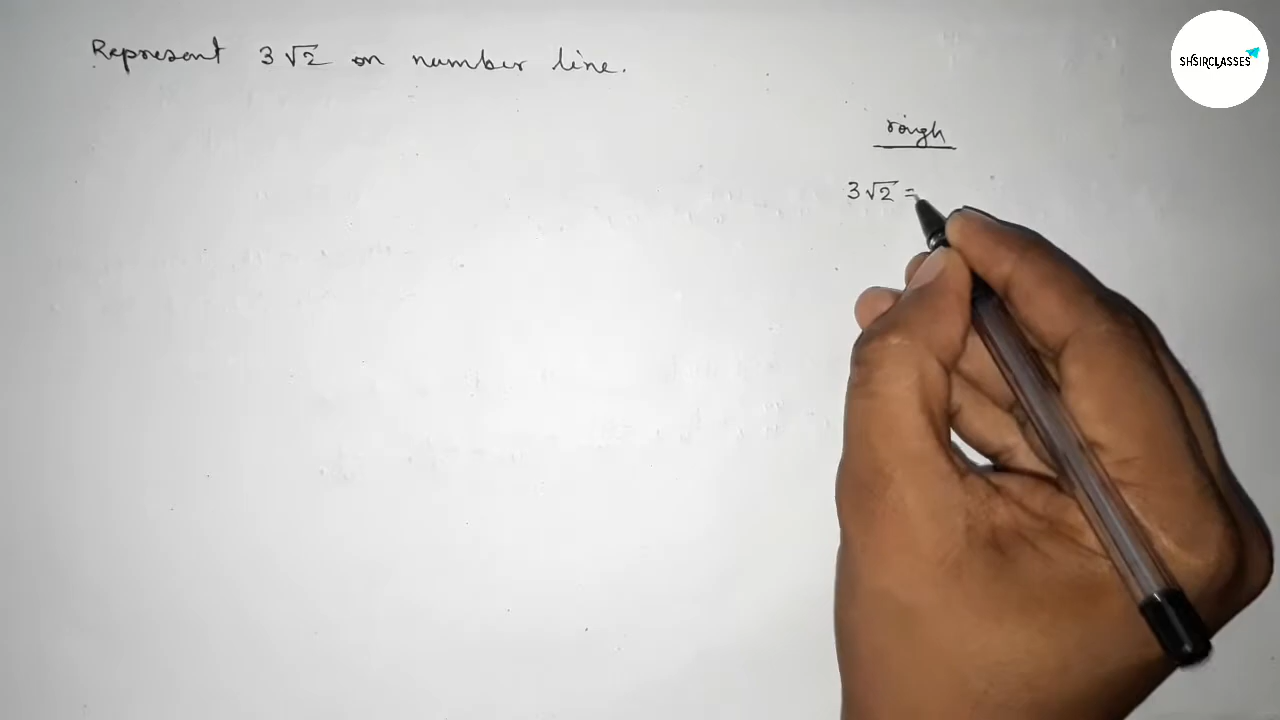 Represent 3√2 on number line.
SHSIRCLASSES
rough
3√2 =